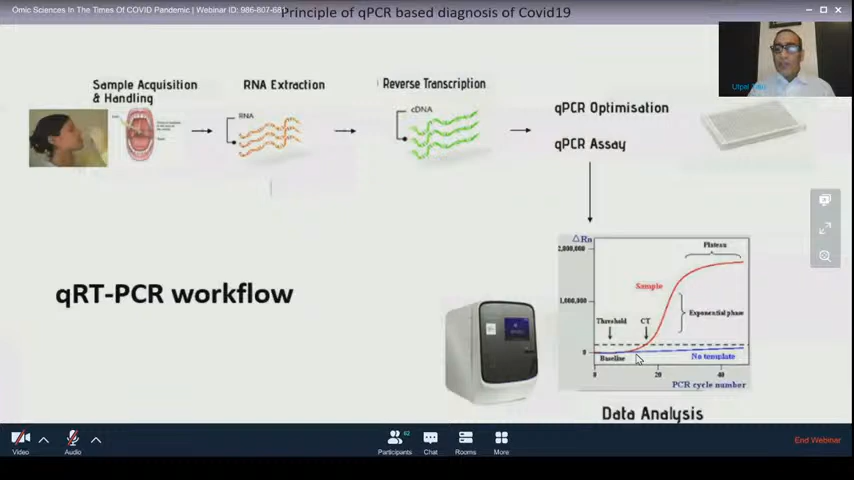 Omic Sciences In The Times Of COVID Pandemic | Webinar ID: 986-807-68
Principle of qPCR based diagnosis of Covid19
Sample Acquisition
& Handling
RNA Extraction
Reverse Transcription
RNA
cDNA
qPCR Optimisation
qPCR Assay
qRT-PCR workflow
ΔRn
2,000,000
1,000,000
0
Plateau
Sample
Exponential phase
Threshold
CT
Baseline
No template
0
20
40
PCR cycle number
Data Analysis
Video
Audio
Participants
62
Chat
Rooms
More
End Webinar